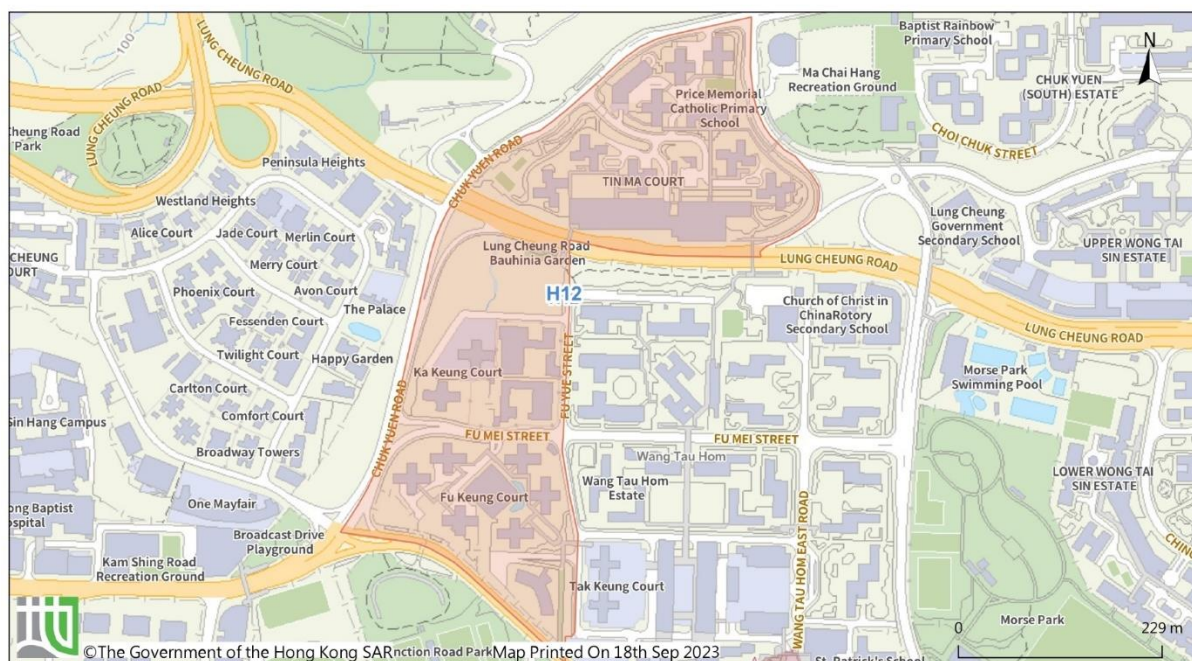 100
LUNG CHEUNG ROAD
LUNG CHEUNG ROAD
Cheung Road
Park
LUNG CHEUNG ROAD
Peninsula Heights
Westland Heights
Alice Court
Jade Court
Merlin Court
Merry Court
CHEUNG
COURT
Phoenix Court
Avon Court
The Palace
Fessenden Court
Twilight Court
Happy Garden
Carlton Court
Comfort Court
Sin Hang Campus
Broadway Towers
One Mayfair
ong Baptist
ospital
Broadcast Drive
Playground
Kam Shing Road
Recreation Ground
CHUK YUEN ROAD
CHUK YUEN ROAD
Price Memorial
Catholic Primary
School
TIN MA COURT
Lung Cheung Road
Bauhinia Garden
H12
Ka Keung Court
FU YUE STREET
FU MEI STREET
Fu Keung Court
Baptist Rainbow
Primary School
N
Ma Chai Hang
Recreation Ground
CHUK YUEN
(SOUTH) ESTATE
CHOI CHUK STREET
Lung Cheung
Government
Secondary School
UPPER WONG TAI
SIN ESTATE
LUNG CHEUNG ROAD
Church of Christ in
ChinaRotory
Secondary School
LUNG CHEUNG ROAD
Morse Park
Swimming Pool
FU MEI STREET
Wang Tau Hom
Wang Tau Hom
Estate
LOWER WONG TAI
SIN ESTATE
CHING
Tak Keung Court
WANG TAU HOM EAST ROAD
Morse Park
0
229 m
St. Patrick's School
©The Government of the Hong Kong SAR
nction Road Park
Map Printed On 18th Sep 2023